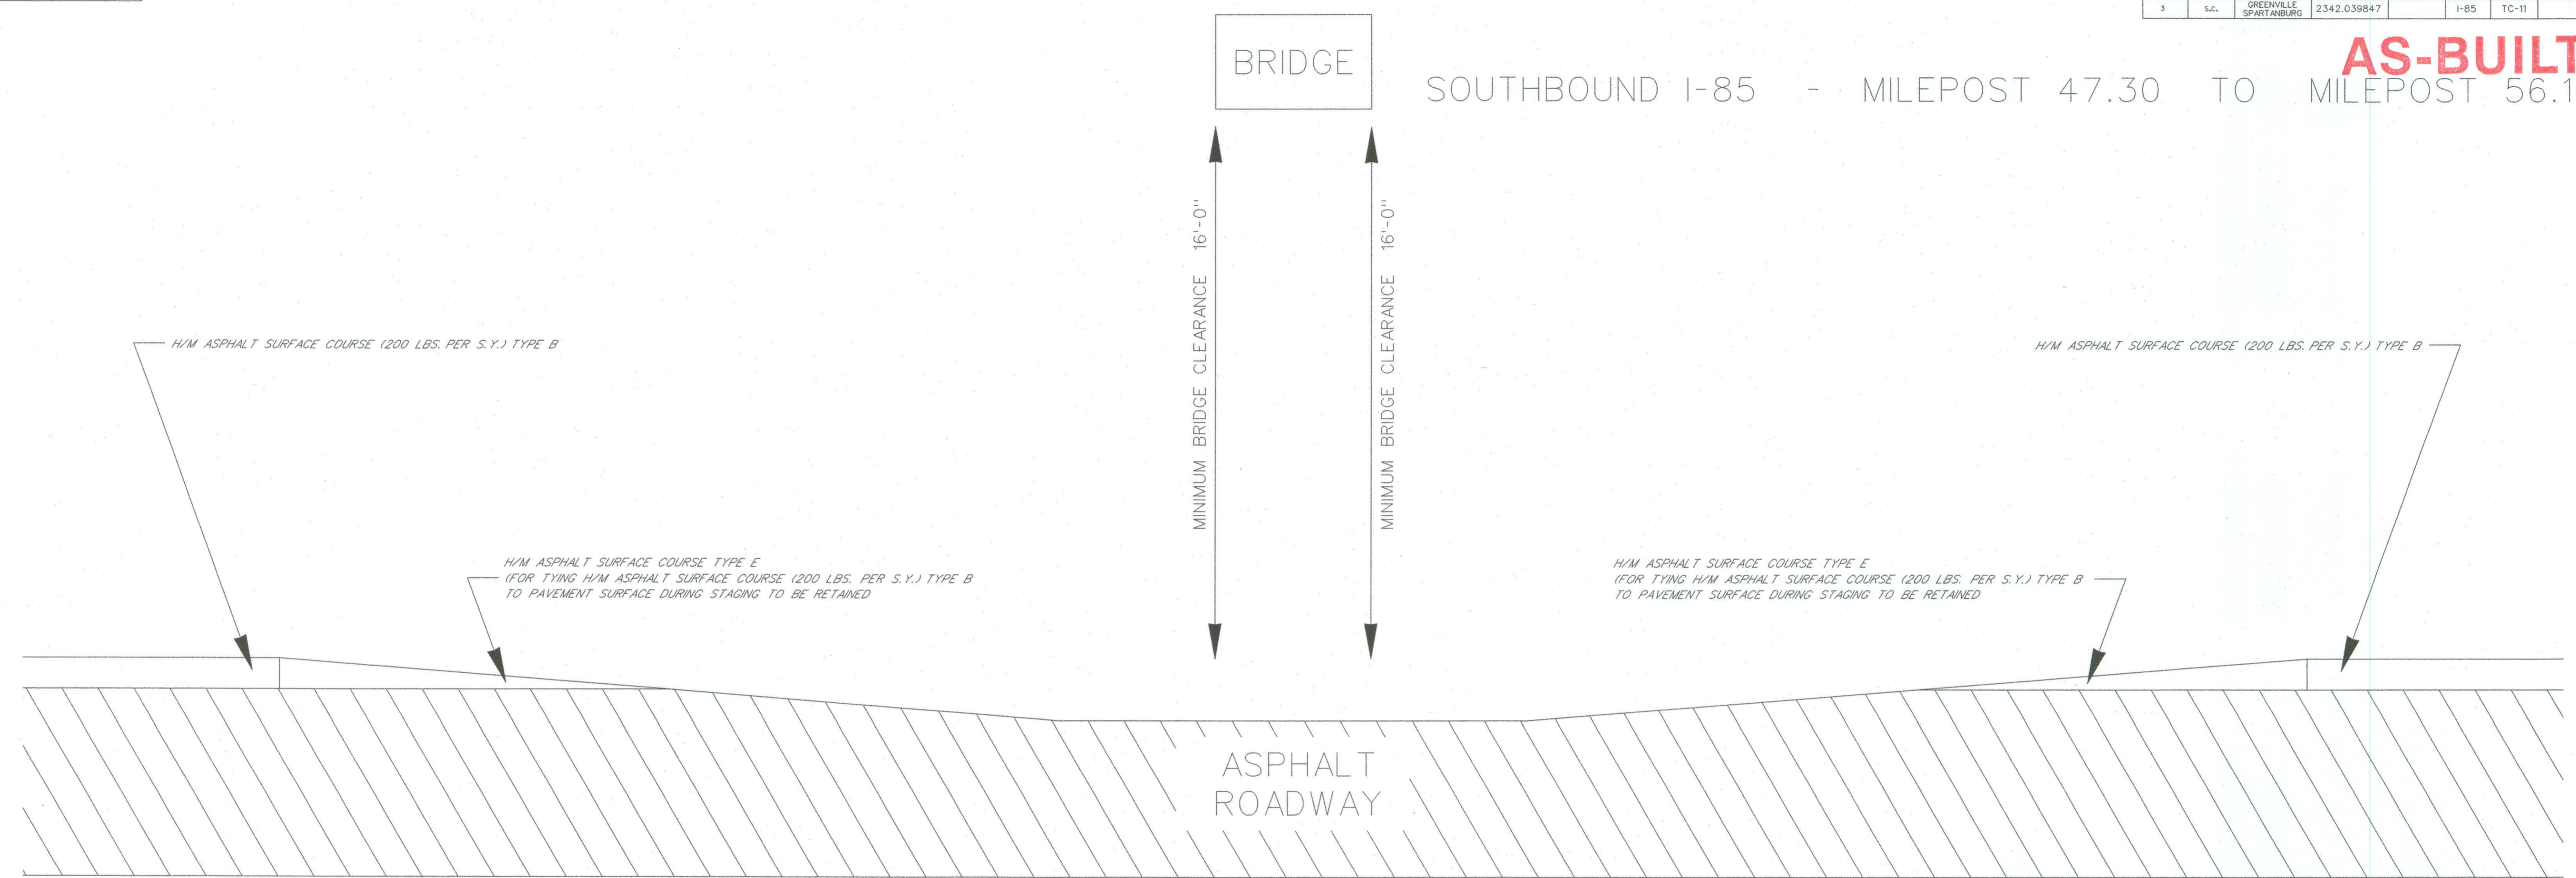 3 S.C. GREENVILLE SPARTANBURG 2342.039847 I-85 TC-11
AS-BUILT
BRIDGE
SOUTHBOUND I-85 - MILEPOST 47.30 TO MILEPOST 56.1
MINIMUM BRIDGE CLEARANCE 16'-0"
MINIMUM BRIDGE CLEARANCE 16'-0"
H/M ASPHALT SURFACE COURSE (200 LBS. PER S.Y.) TYPE B
H/M ASPHALT SURFACE COURSE (200 LBS. PER S.Y.) TYPE B
H/M ASPHALT SURFACE COURSE TYPE E
(FOR TYING H/M ASPHALT SURFACE COURSE (200 LBS. PER S.Y.) TYPE B
TO PAVEMENT SURFACE DURING STAGING TO BE RETAINED
H/M ASPHALT SURFACE COURSE TYPE E
(FOR TYING H/M ASPHALT SURFACE COURSE (200 LBS. PER S.Y.) TYPE B
TO PAVEMENT SURFACE DURING STAGING TO BE RETAINED
ASPHALT
ROADWAY